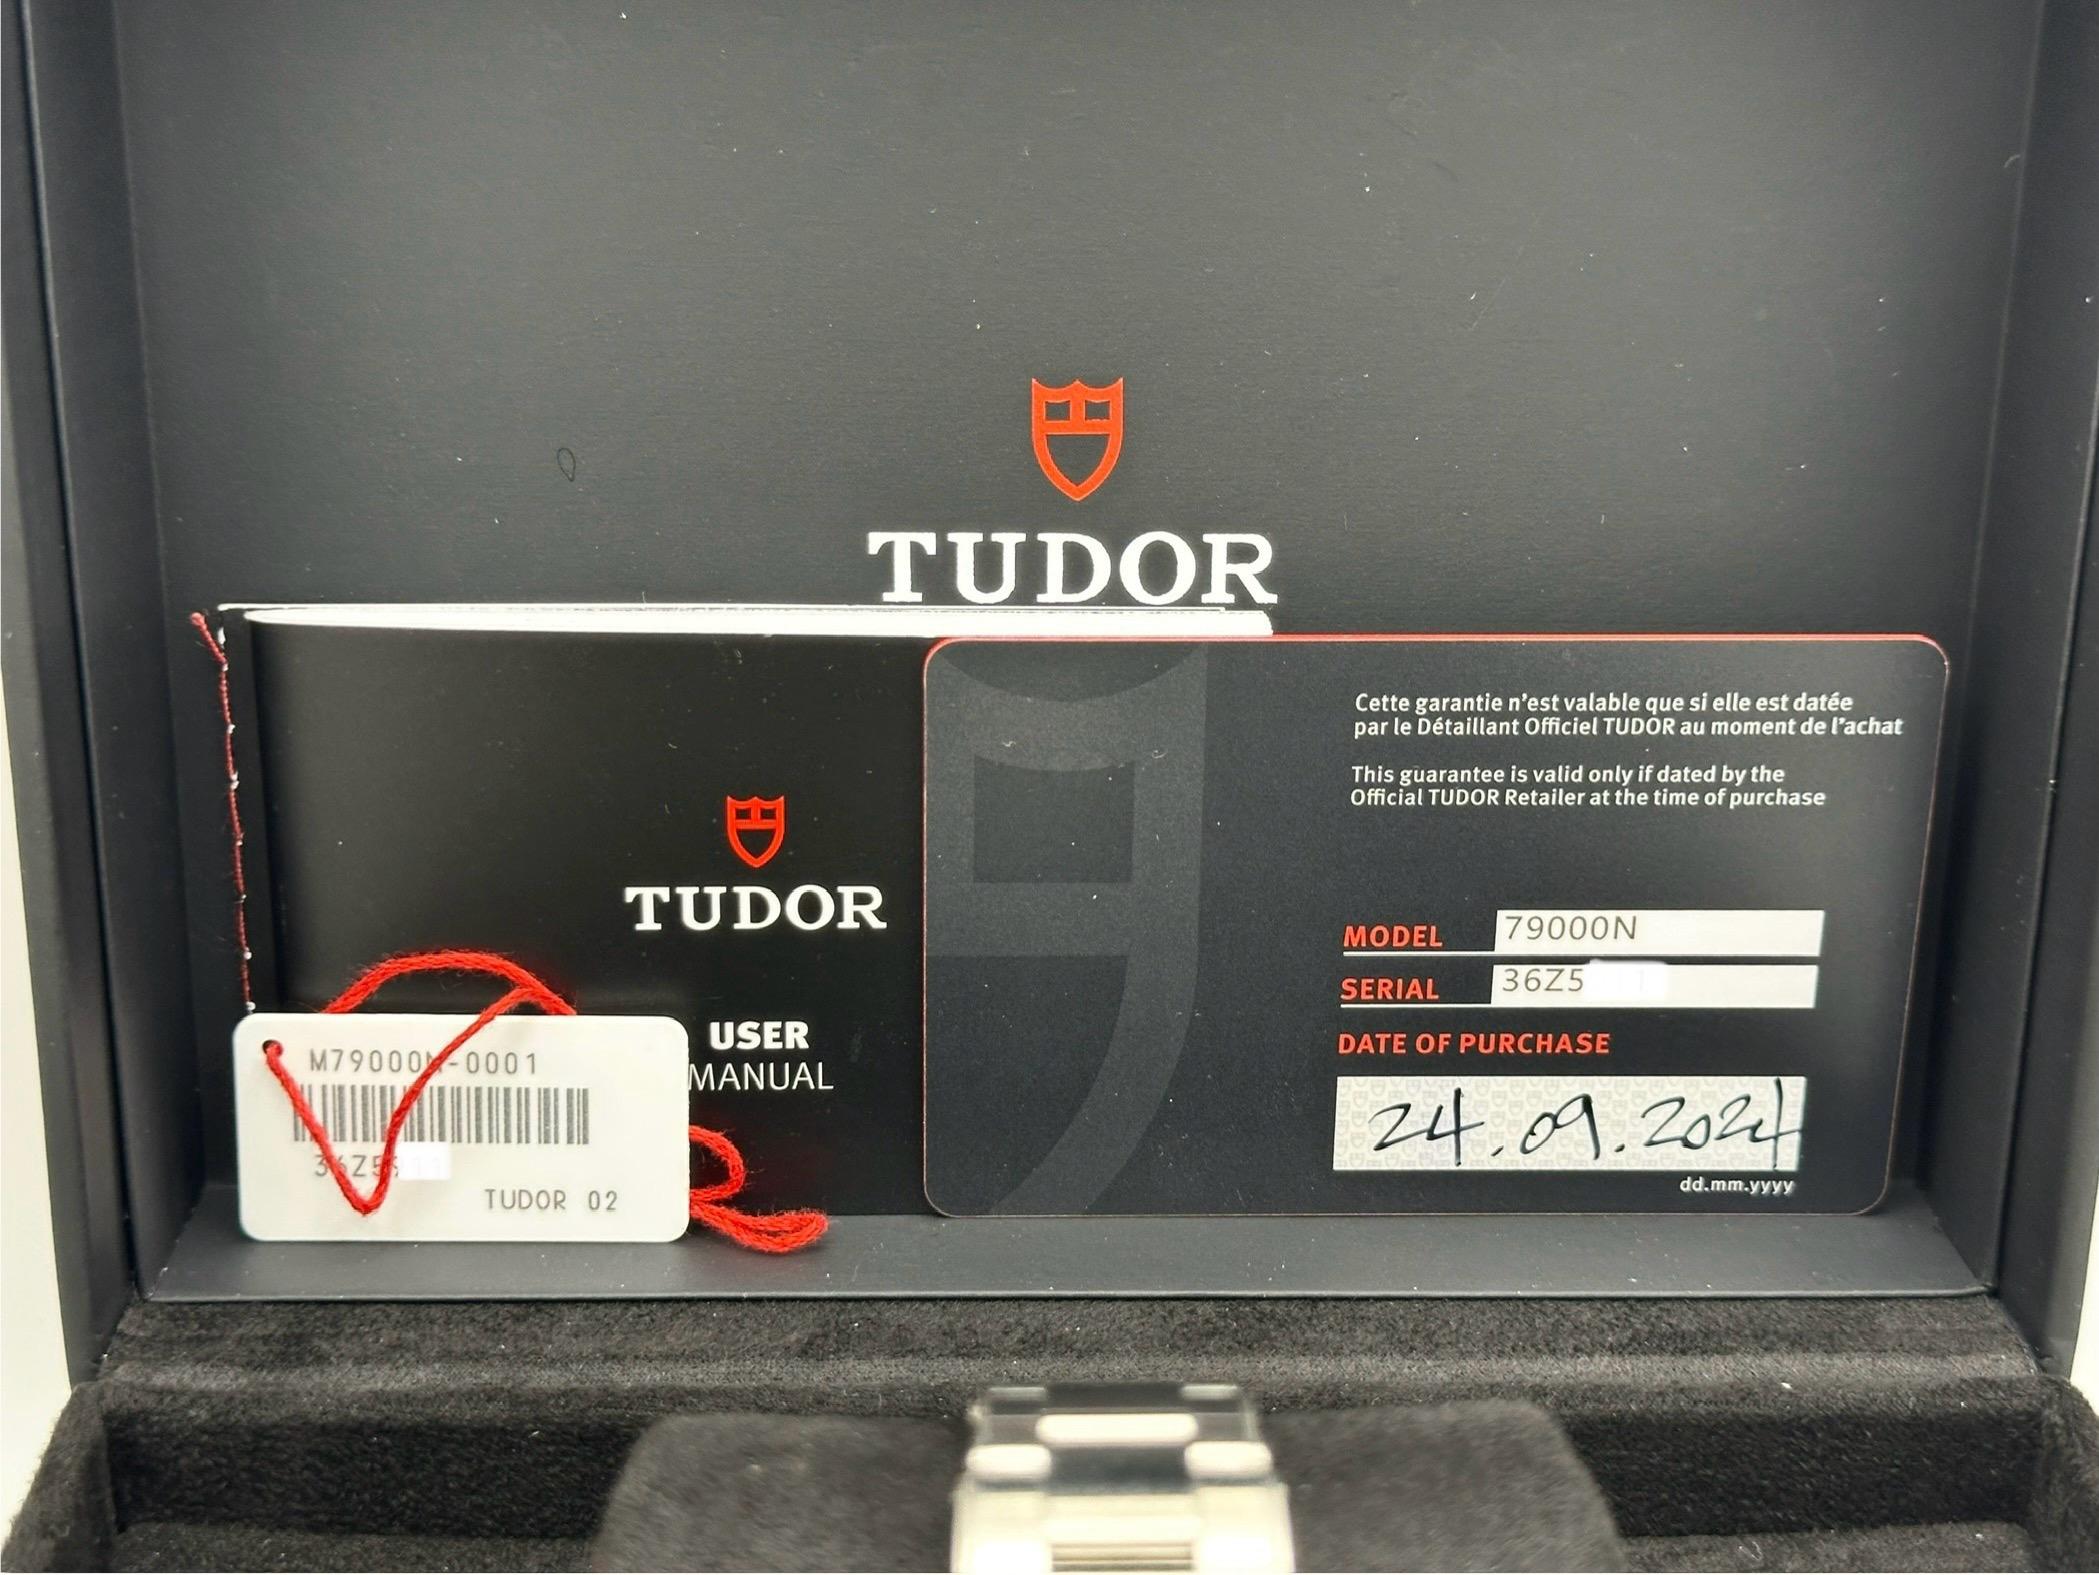 TUDOR
TUDOR
USER
MANUAL
M79000N-0001
36Z5
TUDOR 02
Cette garantie n'est valable que si elle est datée
par le Détaillant Officiel TUDOR au moment de l'achat
This guarantee is valid only if dated by the
Official TUDOR Retailer at the time of purchase
MODEL 79000N
SERIAL 36Z5
DATE OF PURCHASE
24.09.2024
dd.mm.yyyy